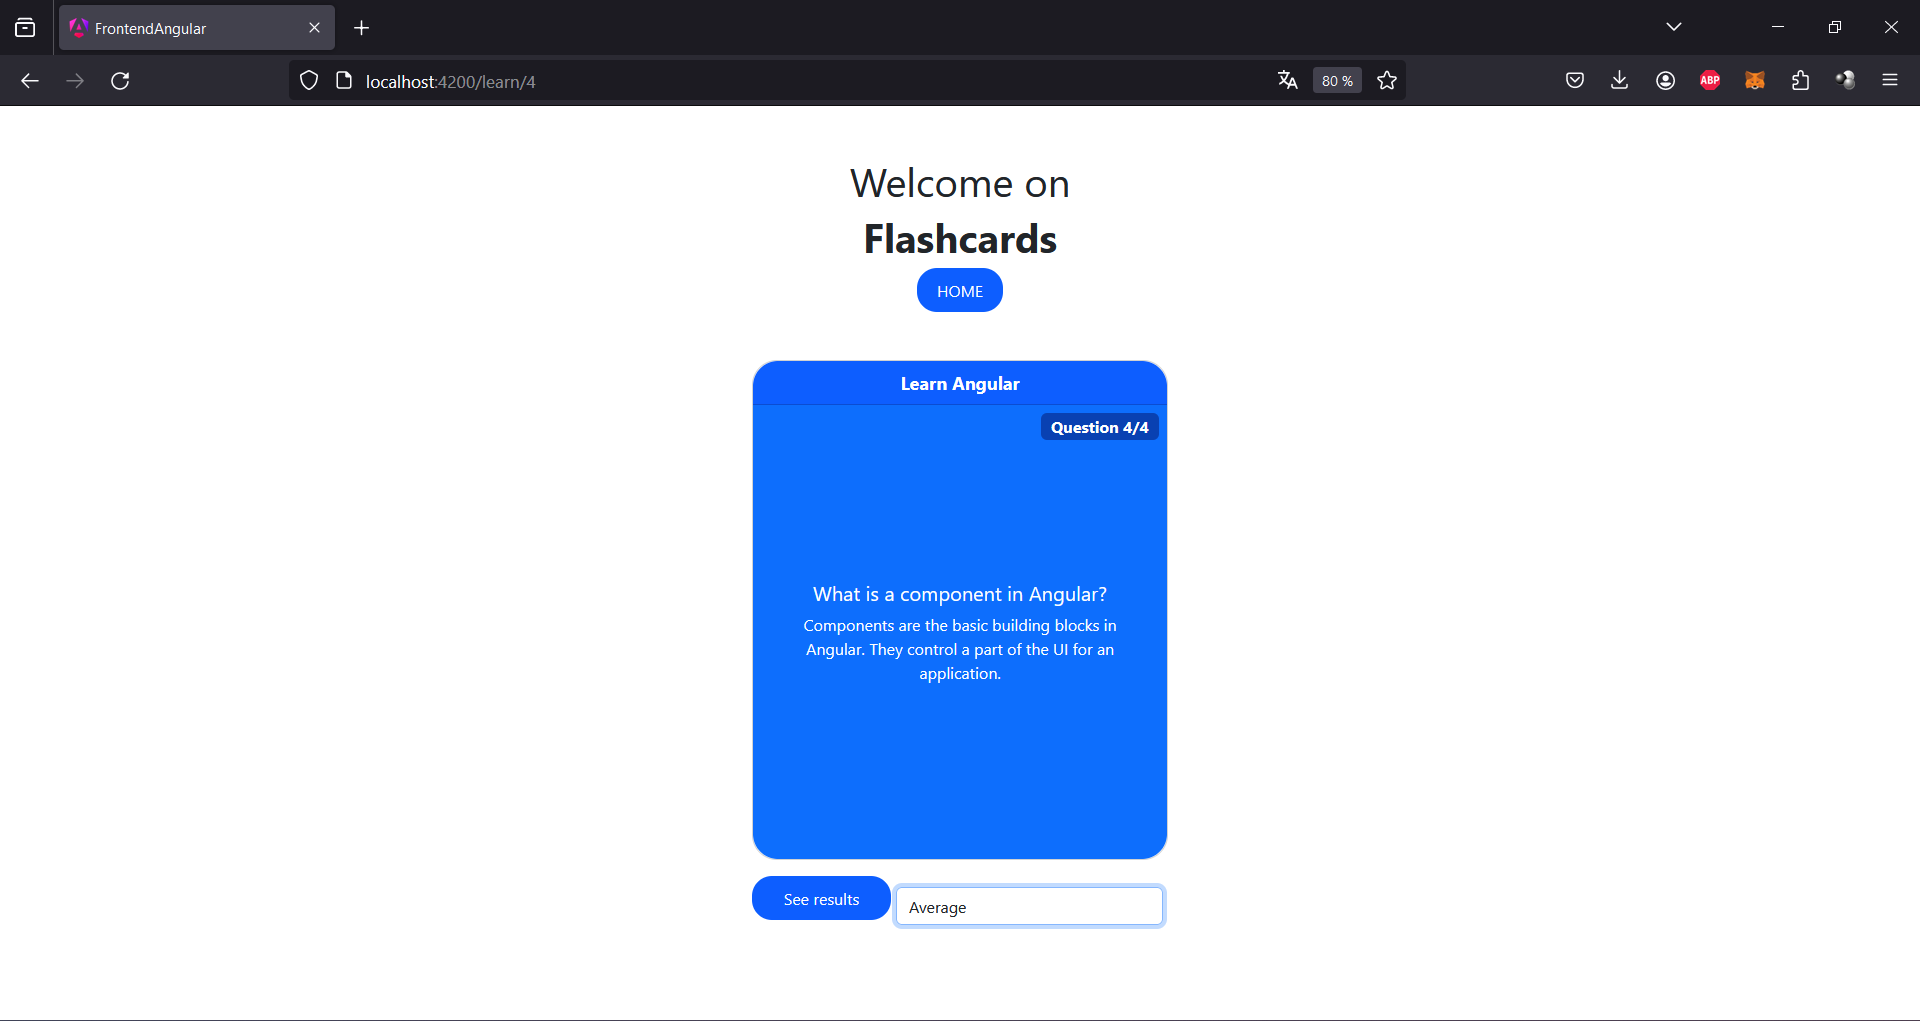 FrontendAngular
localhost:4200/learn/4
80 %
ABP
Welcome on
Flashcards
HOME
Learn Angular
Question 4/4
What is a component in Angular?
Components are the basic building blocks in
Angular. They control a part of the UI for an
application.
See results
Average